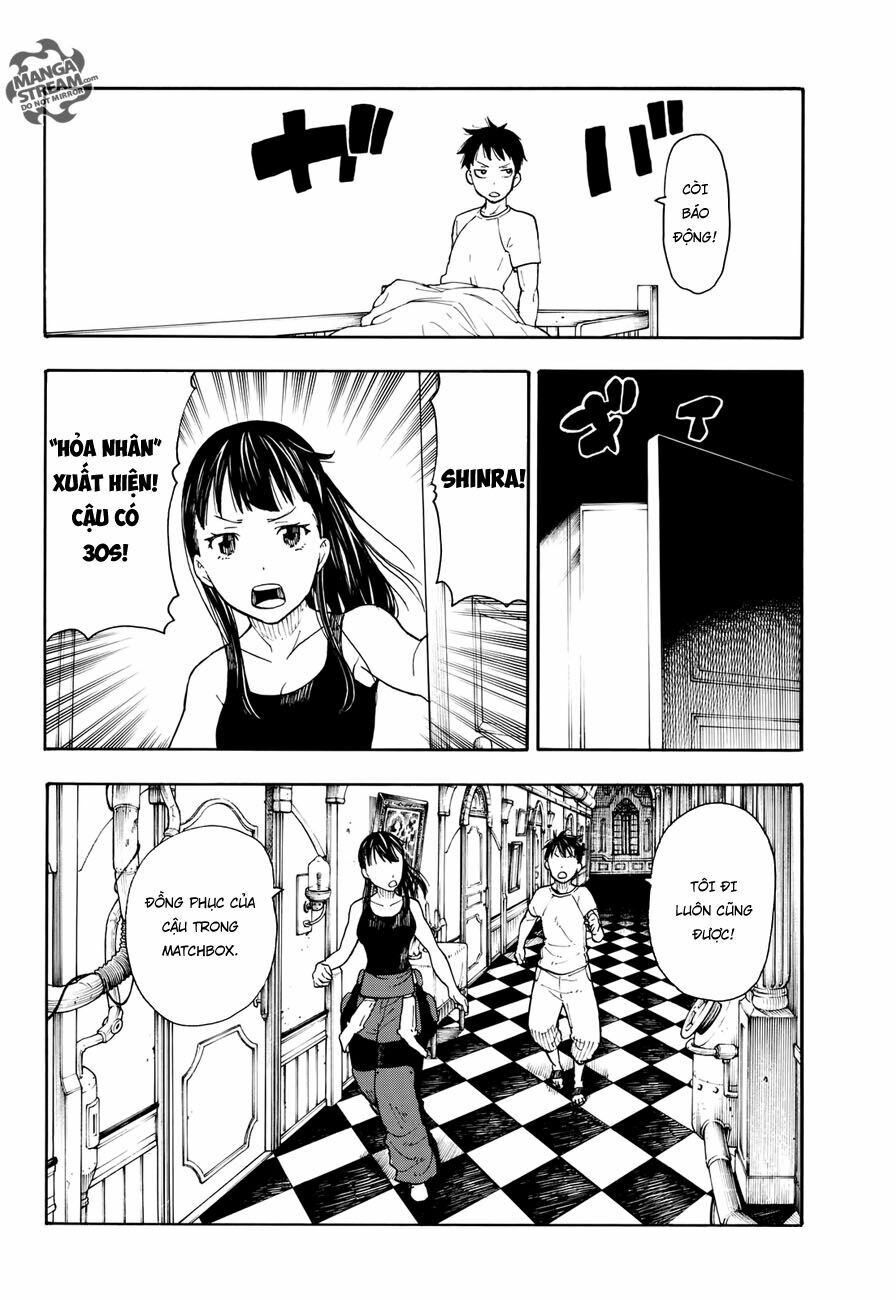 MANGA
STREAM.com
DO NOT MIRROR
ガバ
CÒI
BÁO
ĐỘNG!
ギイ
SHINRA!
“HỎA NHÂN”
XUẤT HIỆN!
CẬU CÓ
30S!
TÔI ĐI
LUÔN CŨNG
ĐƯỢC!
ĐỒNG PHỤC CỦA
CẬU TRONG
MATCHBOX.